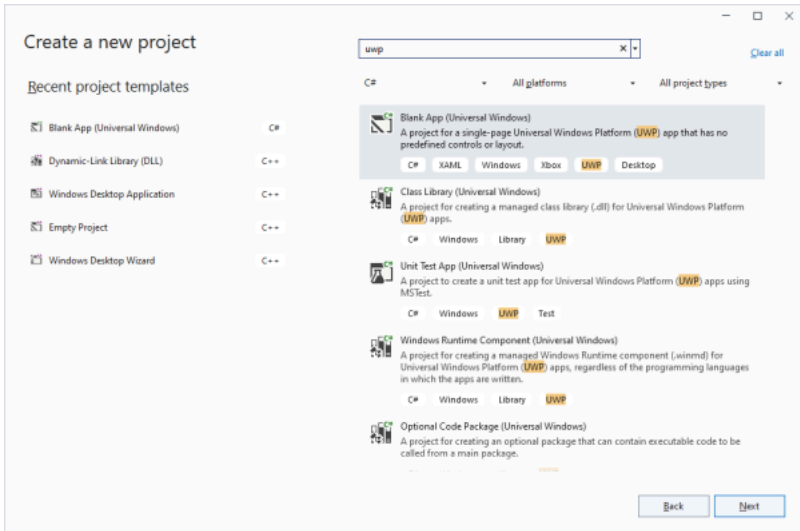 Create a new project
uwp
Clear all
Recent project templates
C#
All platforms
All project types
Blank App (Universal Windows) C#
Dynamic-Link Library (DLL) C++
Windows Desktop Application C++
Empty Project C++
Windows Desktop Wizard C++
Blank App (Universal Windows)
A project for a single-page Universal Windows Platform (UWP) app that has no
predefined controls or layout.
C# XAML Windows Xbox UWP Desktop
Class Library (Universal Windows)
A project for creating a managed class library (.dll) for Universal Windows Platform
(UWP) apps.
C# Windows Library UWP
Unit Test App (Universal Windows)
A project to create a unit test app for Universal Windows Platform (UWP) apps using
MSTest.
C# Windows UWP Test
Windows Runtime Component (Universal Windows)
A project for creating a managed Windows Runtime component (.winmd) for
Universal Windows Platform (UWP) apps, regardless of the programming languages
in which the apps are written.
C# Windows Library UWP
Optional Code Package (Universal Windows)
A project for creating an optional package that can contain executable code to be
called from a main package.
Back
Next